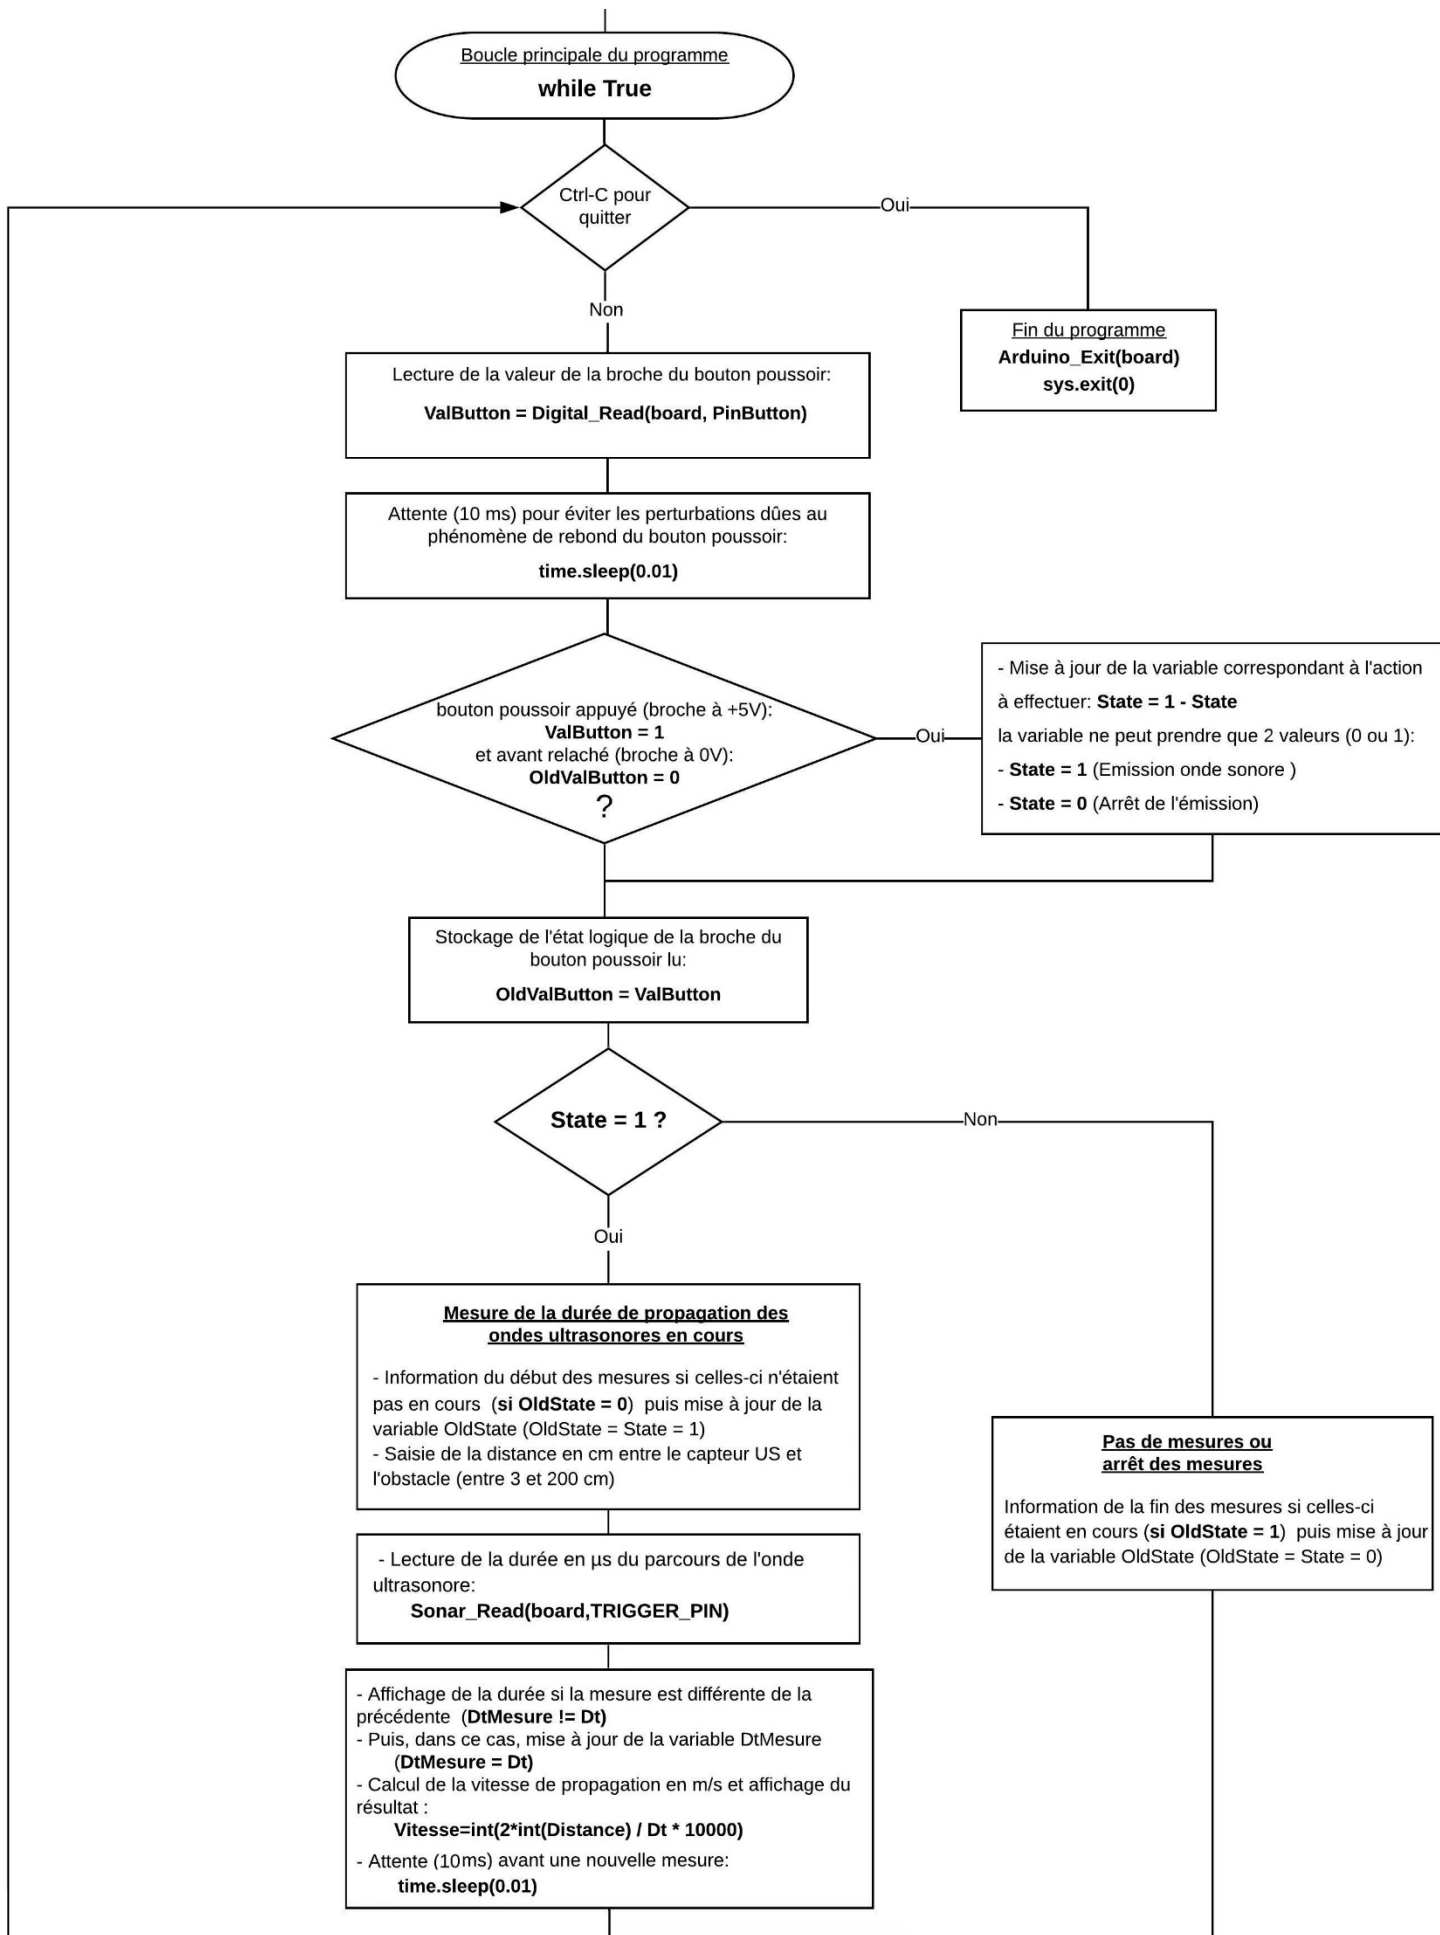 Boucle principale du programme
while True
Ctrl-C pour
quitter
Oui
Non
Fin du programme
Arduino_Exit(board)
sys.exit(0)
Lecture de la valeur de la broche du bouton poussoir:
ValButton = Digital_Read(board, PinButton)
Attente (10 ms) pour éviter les perturbations dûes au
phénomène de rebond du bouton poussoir:
time.sleep(0.01)
bouton poussoir appuyé (broche à +5V):
ValButton = 1
et avant relaché (broche à 0V):
OldValButton = 0
?
Oui
- Mise à jour de la variable correspondant à l'action
à effectuer: State = 1 - State
la variable ne peut prendre que 2 valeurs (0 ou 1):
- State = 1 (Emission onde sonore )
- State = 0 (Arrêt de l'émission)
Stockage de l'état logique de la broche du
bouton poussoir lu:
OldValButton = ValButton
State = 1 ?
Non
Oui
Mesure de la durée de propagation des
ondes ultrasonores en cours
- Information du début des mesures si celles-ci n'étaient
pas en cours (si OldState = 0) puis mise à jour de la
variable OldState (OldState = State = 1)
- Saisie de la distance en cm entre le capteur US et
l'obstacle (entre 3 et 200 cm)
Pas de mesures ou
arrêt des mesures
Information de la fin des mesures si celles-ci
étaient en cours (si OldState = 1) puis mise à jour
de la variable OldState (OldState = State = 0)
- Lecture de la durée en µs du parcours de l'onde
ultrasonore:
Sonar_Read(board,TRIGGER_PIN)
- Affichage de la durée si la mesure est différente de la
précédente (DtMesure != Dt)
- Puis, dans ce cas, mise à jour de la variable DtMesure
(DtMesure = Dt)
- Calcul de la vitesse de propagation en m/s et affichage du
résultat :
Vitesse=int(2*int(Distance) / Dt * 10000)
- Attente (10ms) avant une nouvelle mesure:
time.sleep(0.01)